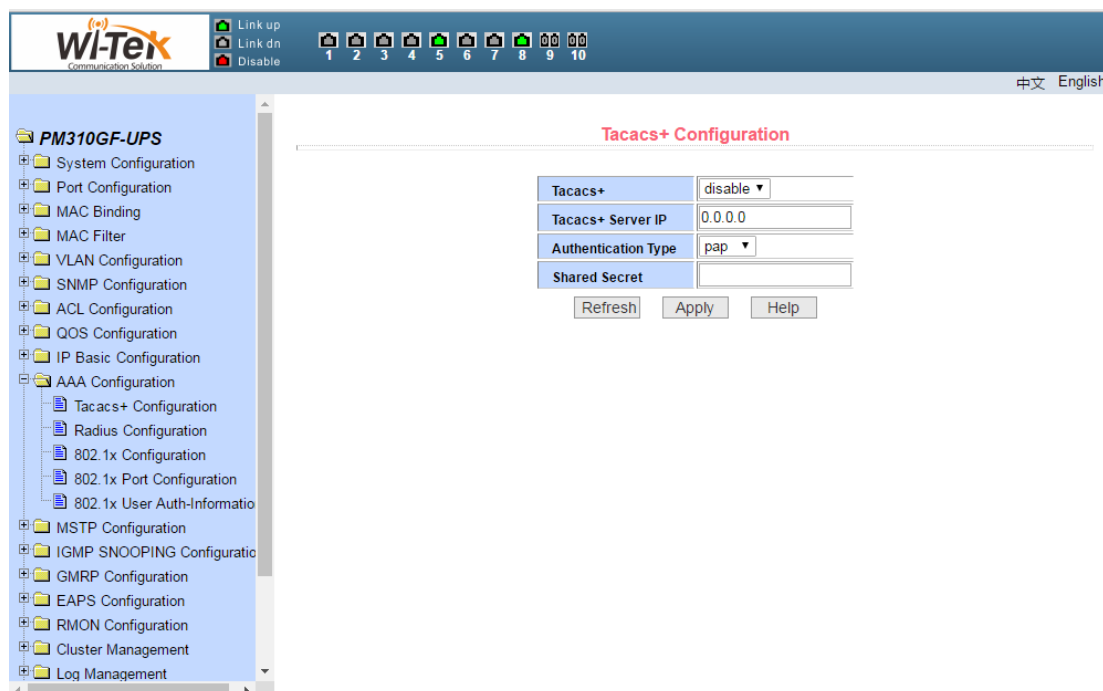 WI-Tek
Communication Solution
Link up
Link dn
Disable
1 2 3 4 5 6 7 8 9 10
中文 English
PM310GF-UPS
System Configuration
Port Configuration
MAC Binding
MAC Filter
VLAN Configuration
SNMP Configuration
ACL Configuration
QOS Configuration
IP Basic Configuration
AAA Configuration
Tacacs+ Configuration
Radius Configuration
802.1x Configuration
802.1x Port Configuration
802.1x User Auth-Informatio
MSTP Configuration
IGMP SNOOPING Configuratio
GMRP Configuration
EAPS Configuration
RMON Configuration
Cluster Management
Log Management
Tacacs+ Configuration
Tacacs+ disable
Tacacs+ Server IP 0.0.0.0
Authentication Type pap
Shared Secret
Refresh Apply Help